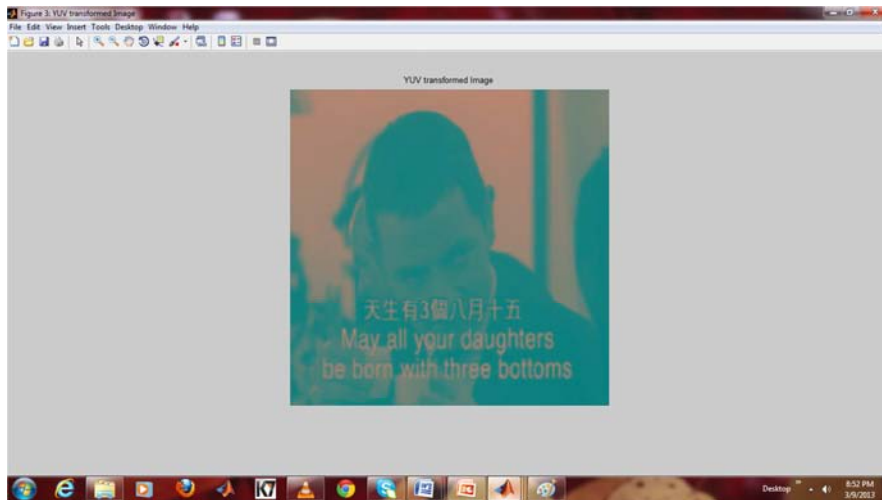 Figure 3: YUV transformed Image
File Edit View Insert Tools Desktop Window Help
YUV transformed Image
天生有3個八月十五
May all your daughters
be born with three bottoms
Desktop
8:52 PM
3/9/2013